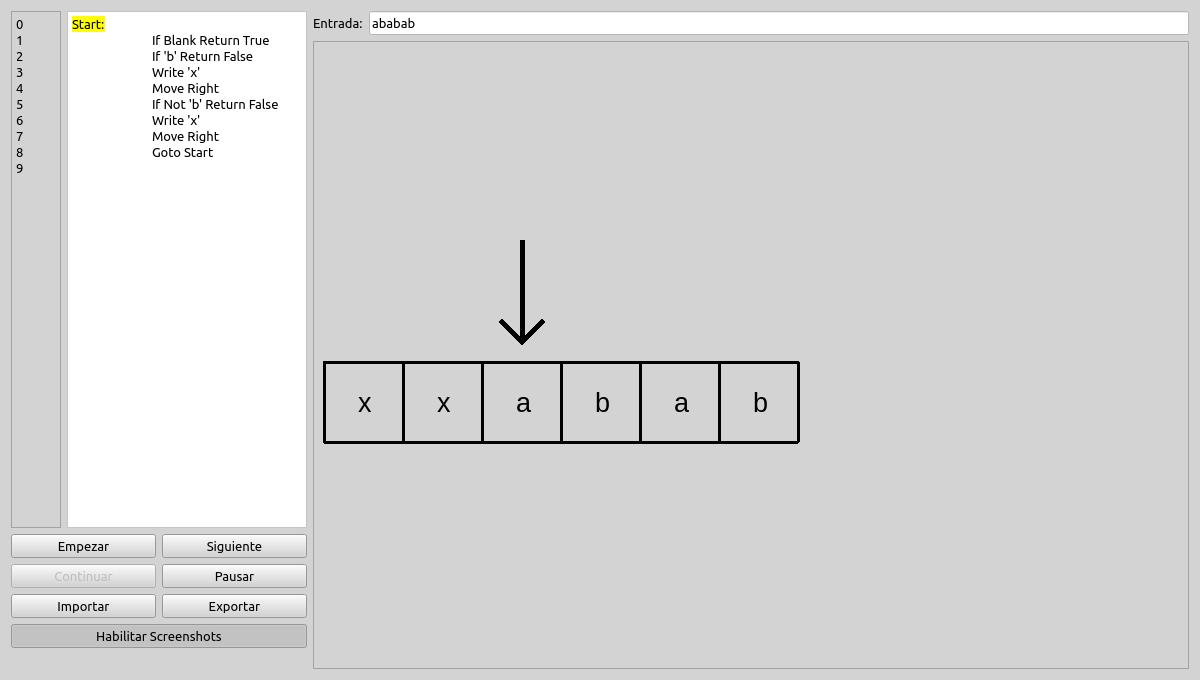 0
1
2
3
4
5
6
7
8
9
Start:
If Blank Return True
If 'b' Return False
Write 'x'
Move Right
If Not 'b' Return False
Write 'x'
Move Right
Goto Start
Entrada: ababab
x x a b a b
Empezar Siguiente
Continuar Pausar
Importar Exportar
Habilitar Screenshots